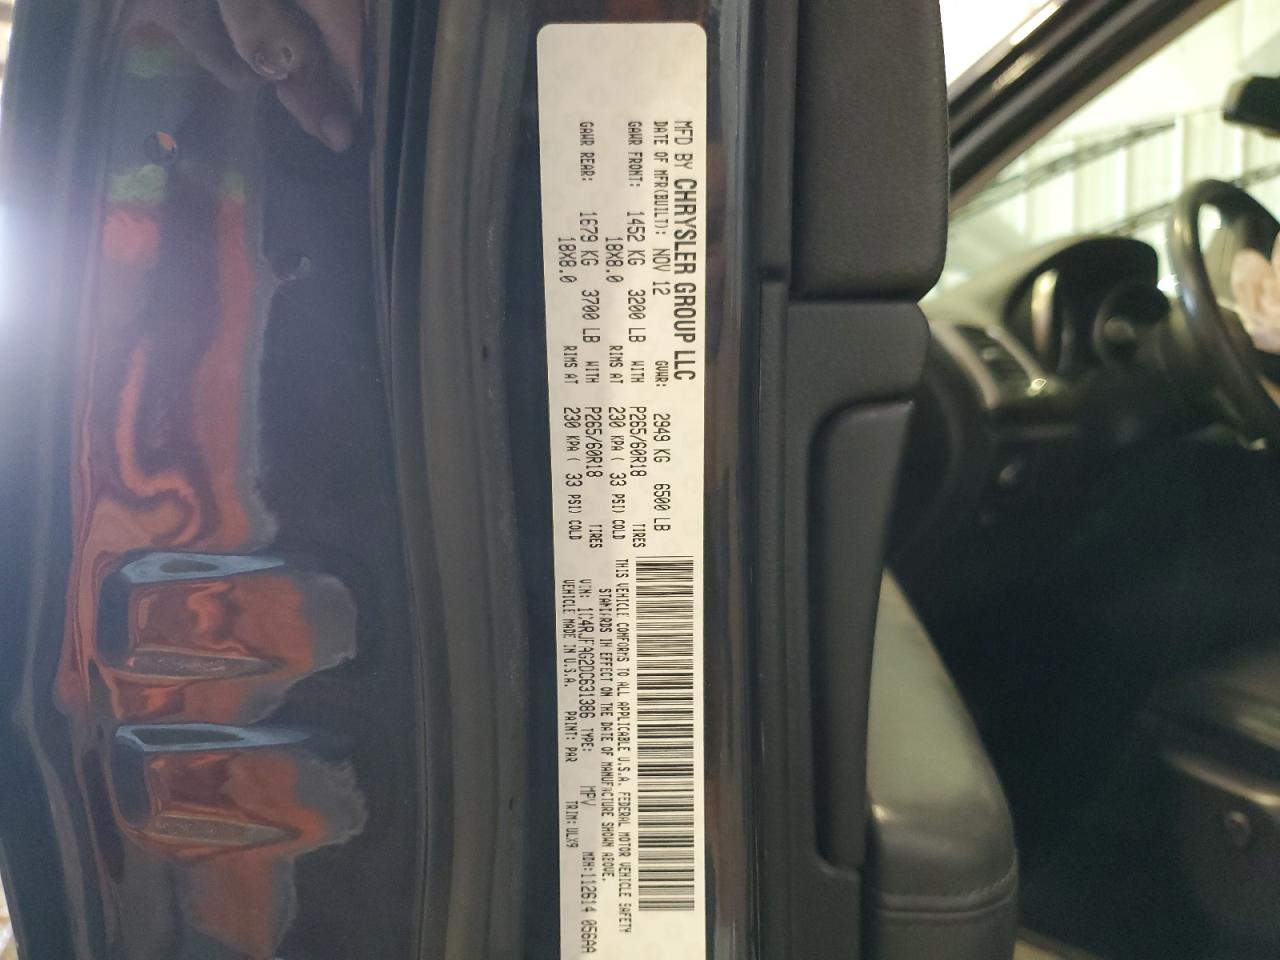 MFD BY CHRYSLER GROUP LLC
DATE OF MFR(BUILT): NOV 12 GVWR: 2949 KG 6500 LB
GAWR FRONT: 1452 KG 3200 LB WITH P265/60R18 TIRES
18X8.0 RIMS AT 230 KPA ( 33 PSI) COLD
GAWR REAR: 1679 KG 3700 LB WITH P265/60R18 TIRES
18X8.0 RIMS AT 230 KPA ( 33 PSI) COLD
THIS VEHICLE CONFORMS TO ALL APPLICABLE U.S.A. FEDERAL MOTOR VEHICLE SAFETY
STANDARDS IN EFFECT ON THE DATE OF MANUFACTURE SHOWN ABOVE.
VIN: 1C4RJFAG2DC631386 TYPE: MPV MDH: 112614 056AA
VEHICLE MADE IN U.S.A. PAINT: PAR TRIM: ULX9